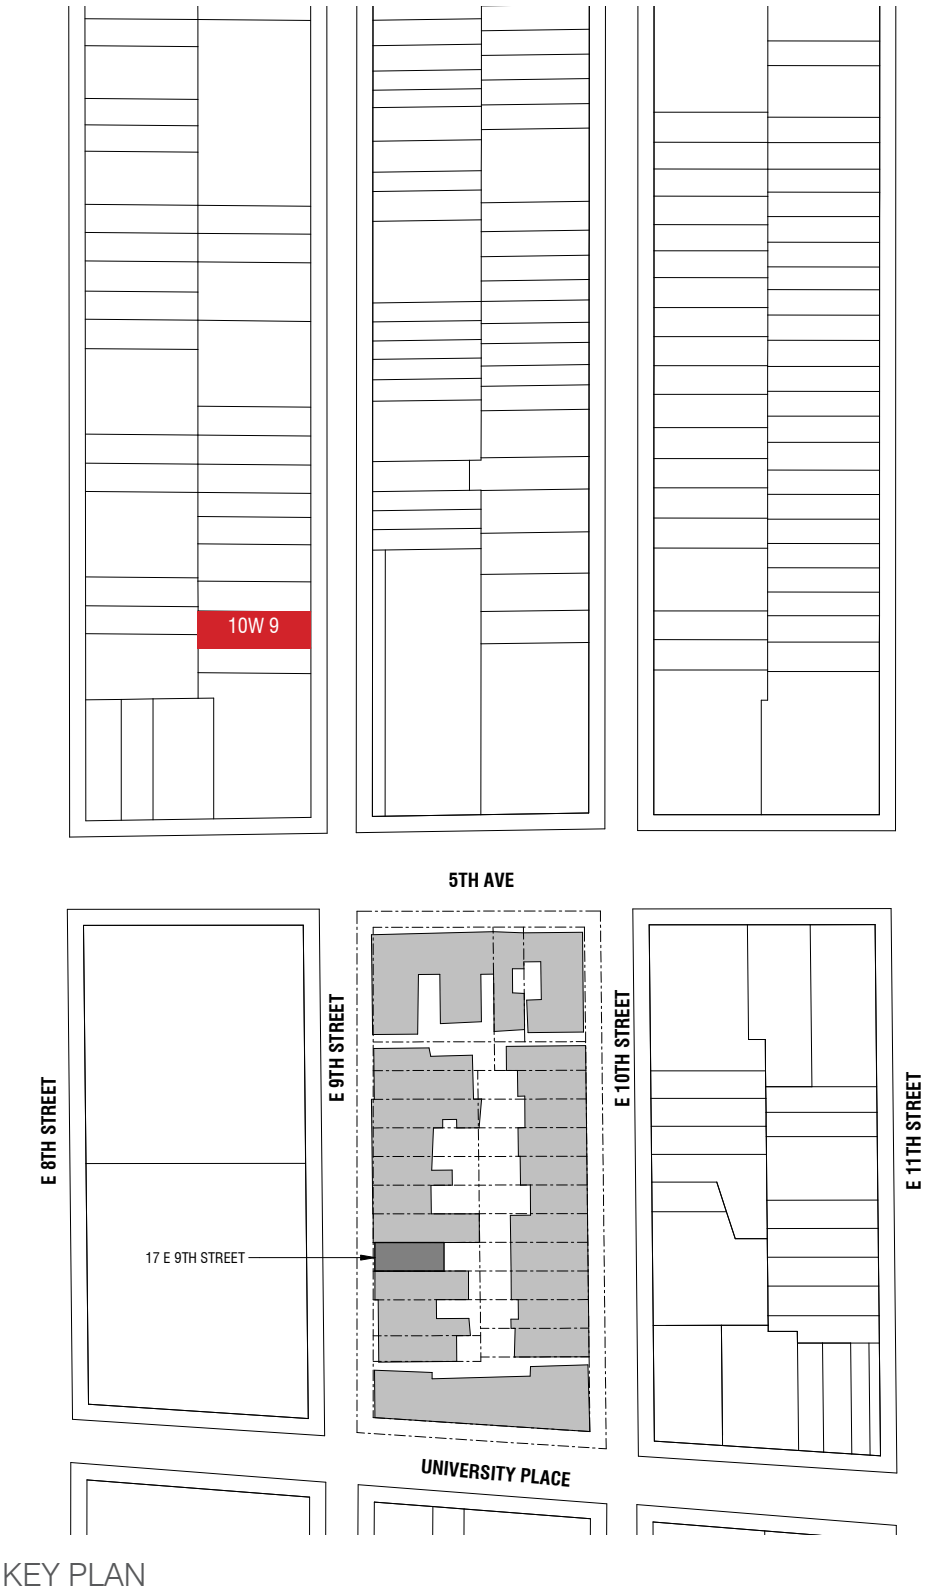 10W 9
5TH AVE
E 9TH STREET
E 10TH STREET
E 8TH STREET
E 11TH STREET
17 E 9TH STREET
UNIVERSITY PLACE
KEY PLAN